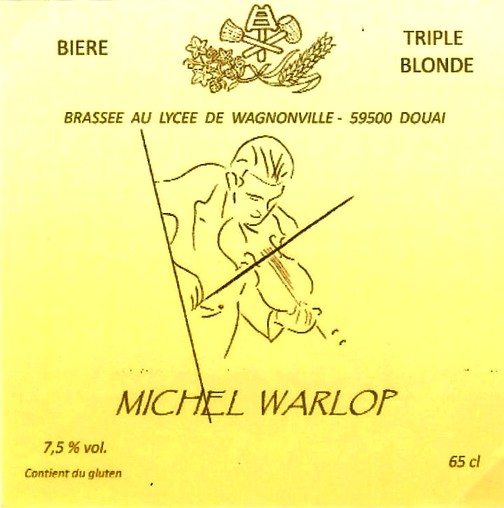 BIERE
TRIPLE
BLONDE
BRASSEE AU LYCEE DE WAGNONVILLE - 59500 DOUAI
MICHEL WARLOP
7,5 % vol.
Contient du gluten
65 cl